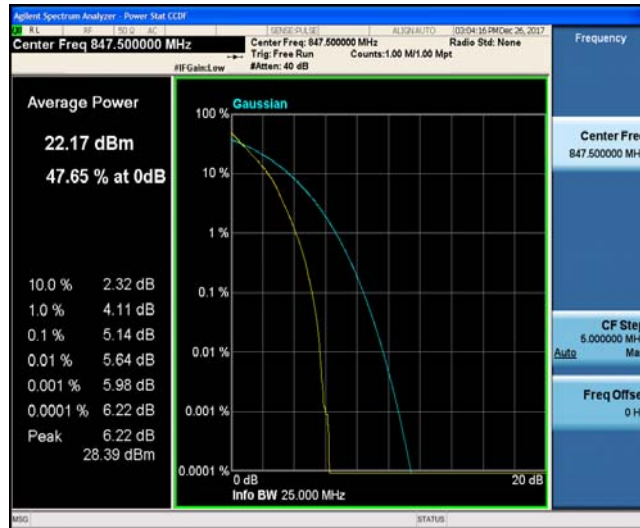 Agilent Spectrum Analyzer - Power Stat CCDF
RL RF 50 Ω AC SENSE:PULSE ALIGN AUTO 03:04:16 PM Dec 26, 2017
Center Freq 847.500000 MHz
Center Freq: 847.500000 MHz Radio Std: None
Trig: Free Run Counts:1.00 M/1.00 Mpt
#IFGain:Low #Atten: 40 dB
Frequency
Average Power
22.17 dBm
47.65 % at 0dB
10.0 % 2.32 dB
1.0 % 4.11 dB
0.1 % 5.14 dB
0.01 % 5.64 dB
0.001 % 5.98 dB
0.0001 % 6.22 dB
Peak 6.22 dB
28.39 dBm
Gaussian
100 %
10 %
1 %
0.1 %
0.01 %
0.001 %
0.0001 %
0 dB 20 dB
Info BW 25.000 MHz
Center Fre
847.500000 MH
CF Step
5.000000 MH
Auto Ma
Freq Offse
0 H
MSG STATUS